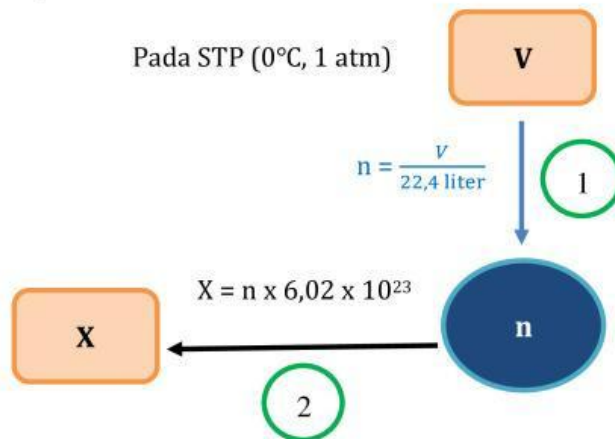 Pada STP (0°C, 1 atm)
V
n = V / 22,4 liter
1
X = n x 6,02 x 10²³
X
n
2